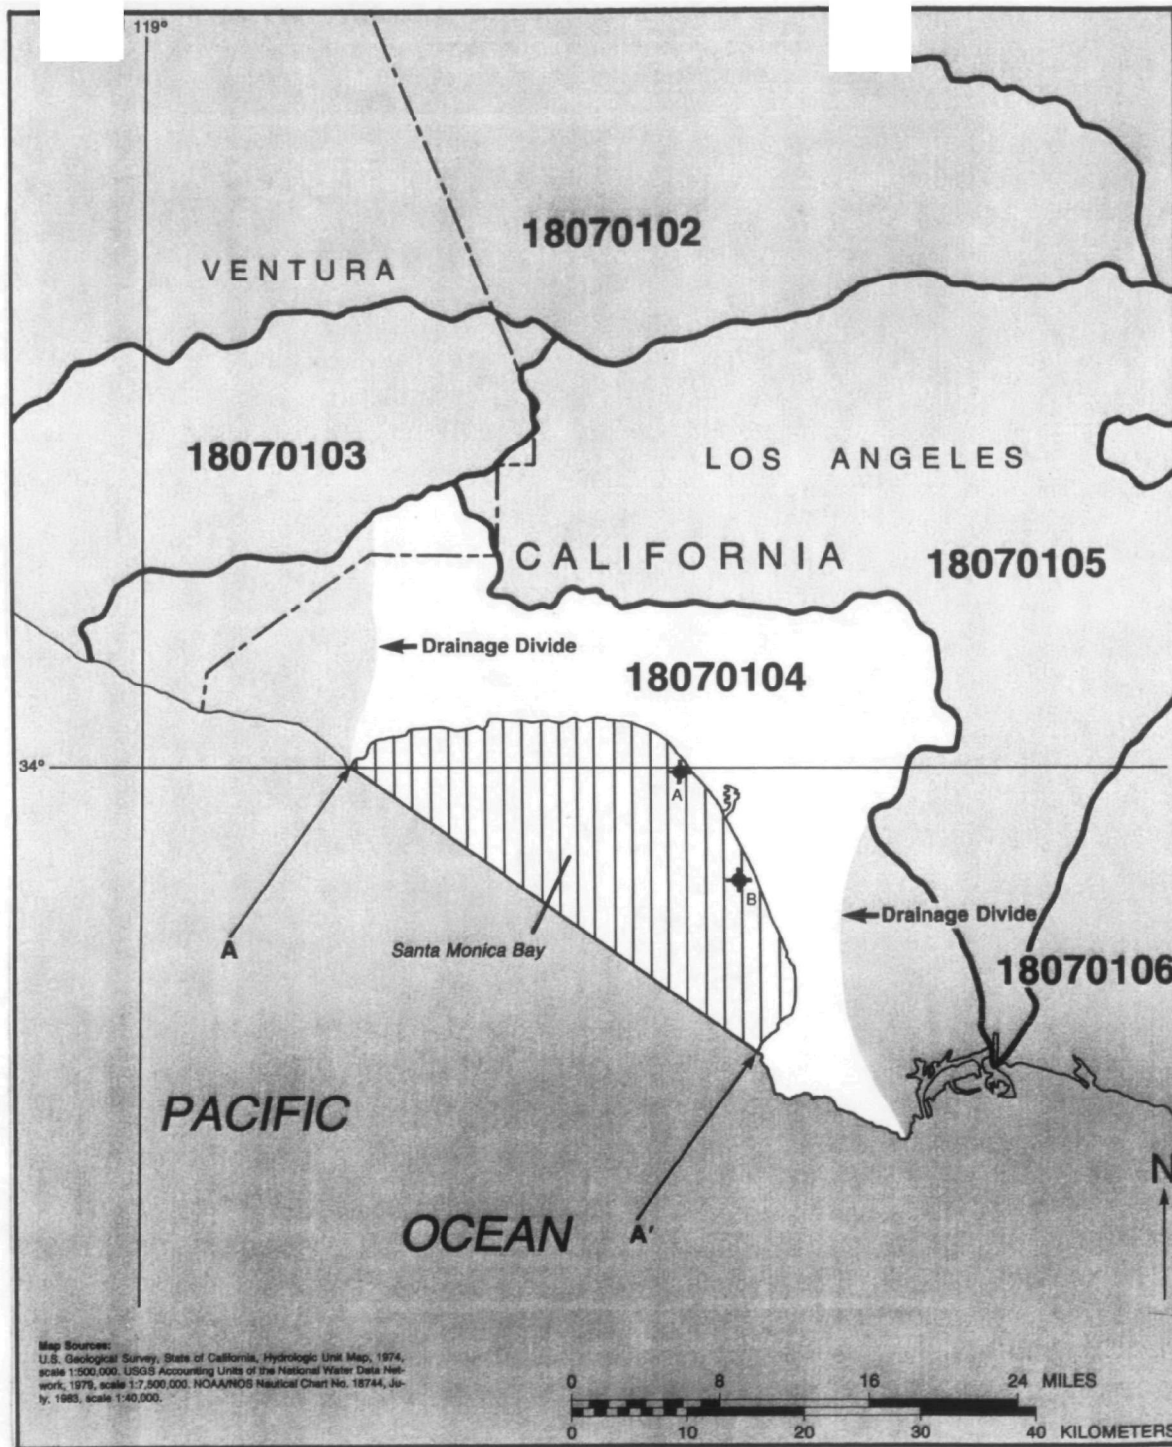 119°
18070102
VENTURA
18070103
LOS ANGELES
CALIFORNIA
18070105
Drainage Divide
18070104
34°
A
B
Drainage Divide
A
Santa Monica Bay
18070106
PACIFIC
N
OCEAN
A'
Map Sources:
U.S. Geological Survey, State of California, Hydrologic Unit Map, 1974,
scale 1:500,000. USGS Accounting Units of the National Water Data Net-
work, 1979, scale 1:7,500,000. NOAA/NOS Nautical Chart No. 18744, Ju-
ly, 1983, scale 1:40,000.
0 8 16 24 MILES
0 10 20 30 40 KILOMETERS